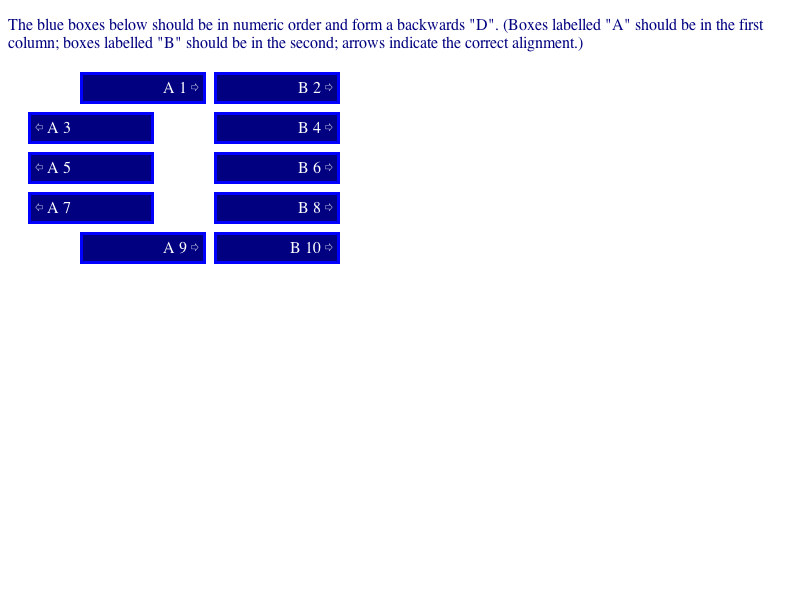 The blue boxes below should be in numeric order and form a backwards "D". (Boxes labelled "A" should be in the first
column; boxes labelled "B" should be in the second; arrows indicate the correct alignment.)
A 1 ➪ B 2 ➪
⇦ A 3 B 4 ➪
⇦ A 5 B 6 ➪
⇦ A 7 B 8 ➪
A 9 ➪ B 10 ➪